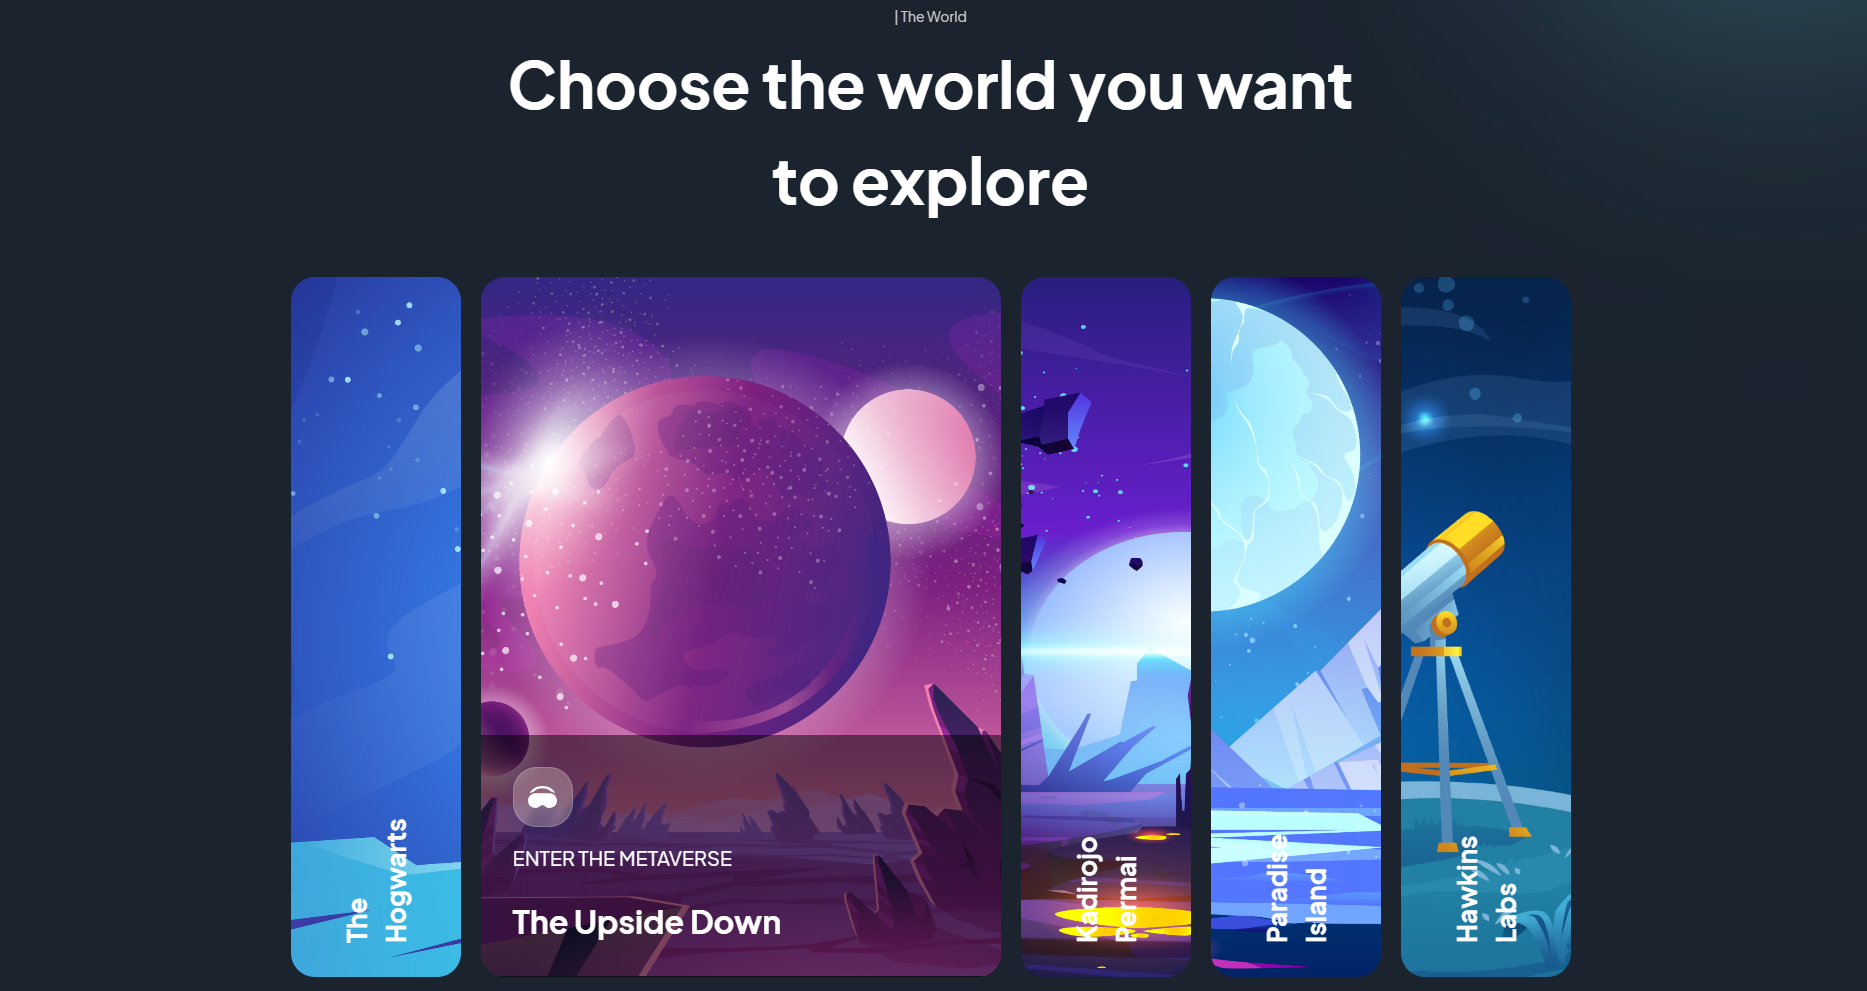 | The World
Choose the world you want
to explore
The
Hogwarts
ENTER THE METAVERSE
The Upside Down
Kadirojo
Permai
Paradise
Island
Hawkins
Labs